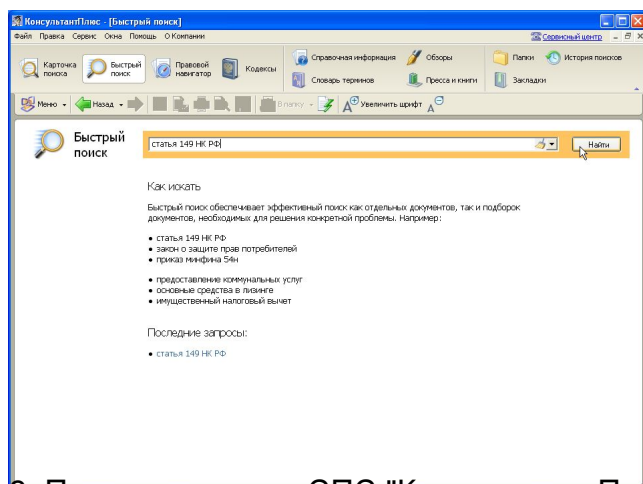 КонсультантПлюс - [Быстрый поиск]
Файл Правка Сервис Окна Помощь О Компании Сервисный центр
Карточка поиска
Быстрый поиск
Правовой навигатор
Кодексы
Справочная информация
Словарь терминов
Обзоры
Пресса и книги
Папки
Закладки
История поисков
Меню Назад В папку Увеличить шрифт
Быстрый поиск
статья 149 НК РФ Найти
Как искать
Быстрый поиск обеспечивает эффективный поиск как отдельных документов, так и подборок
документов, необходимых для решения конкретной проблемы. Например:
• статья 149 НК РФ
• закон о защите прав потребителей
• приказ минфина 54н
• предоставление коммунальных услуг
• основные средства в лизинге
• имущественный налоговый вычет
Последние запросы:
• статья 149 НК РФ